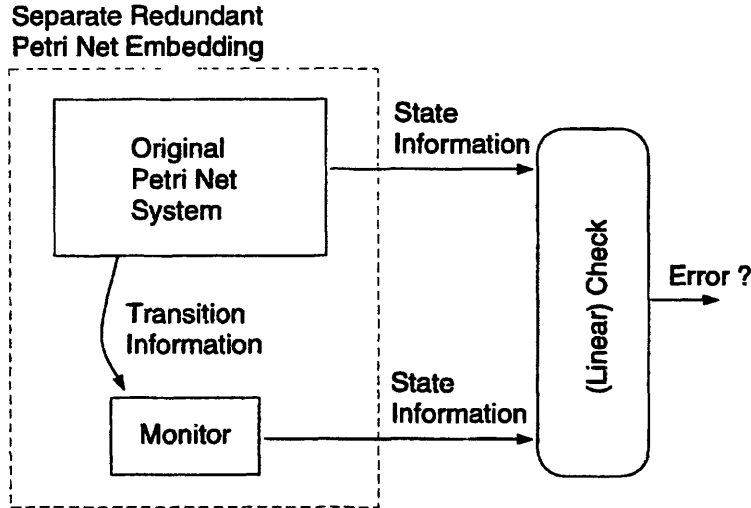 Separate Redundant
Petri Net Embedding
Original
Petri Net
System
State
Information
(Linear) Check
Error ?
Transition
Information
State
Information
Monitor